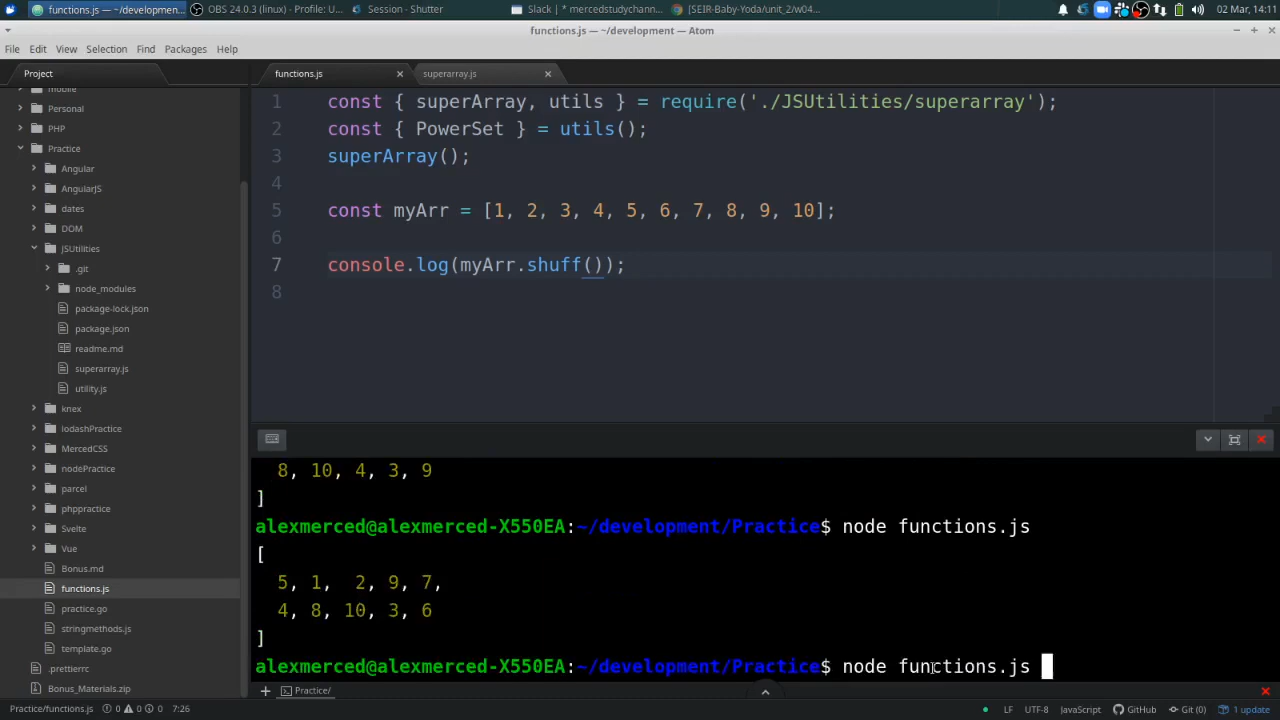 functions.js — ~/developmen...
OBS 24.0.3 (linux) - Profile: U...
Session - Shutter
Slack | * mercedstudychann...
[SEIR-Baby-Yoda/unit_2/w04...
02 Mar, 14:11
functions.js — ~/development — Atom
File Edit View Selection Find Packages Help
Project
functions.js
superarray.js
mobile
Personal
PHP
Practice
Angular
AngularJS
dates
DOM
JSUtilities
.git
node_modules
package-lock.json
package.json
readme.md
superarray.js
utility.js
knex
lodashPractice
MercedCSS
nodePractice
parcel
phppractice
Svelte
Vue
Bonus.md
functions.js
practice.go
stringmethods.js
template.go
.prettierrc
Bonus_Materials.zip
1 const { superArray, utils } = require('./JSUtilities/superarray');
2 const { PowerSet } = utils();
3 superArray();
4
5 const myArr = [1, 2, 3, 4, 5, 6, 7, 8, 9, 10];
6
7 console.log(myArr.shuff());
8
8, 10, 4, 3, 9
]
alexmerced@alexmerced-X550EA:~/development/Practice$ node functions.js
[
5, 1, 2, 9, 7,
4, 8, 10, 3, 6
]
alexmerced@alexmerced-X550EA:~/development/Practice$ node functions.js
Practice/
Practice/functions.js 0 0 0 7:26
LF UTF-8 JavaScript GitHub Git (0) 1 update